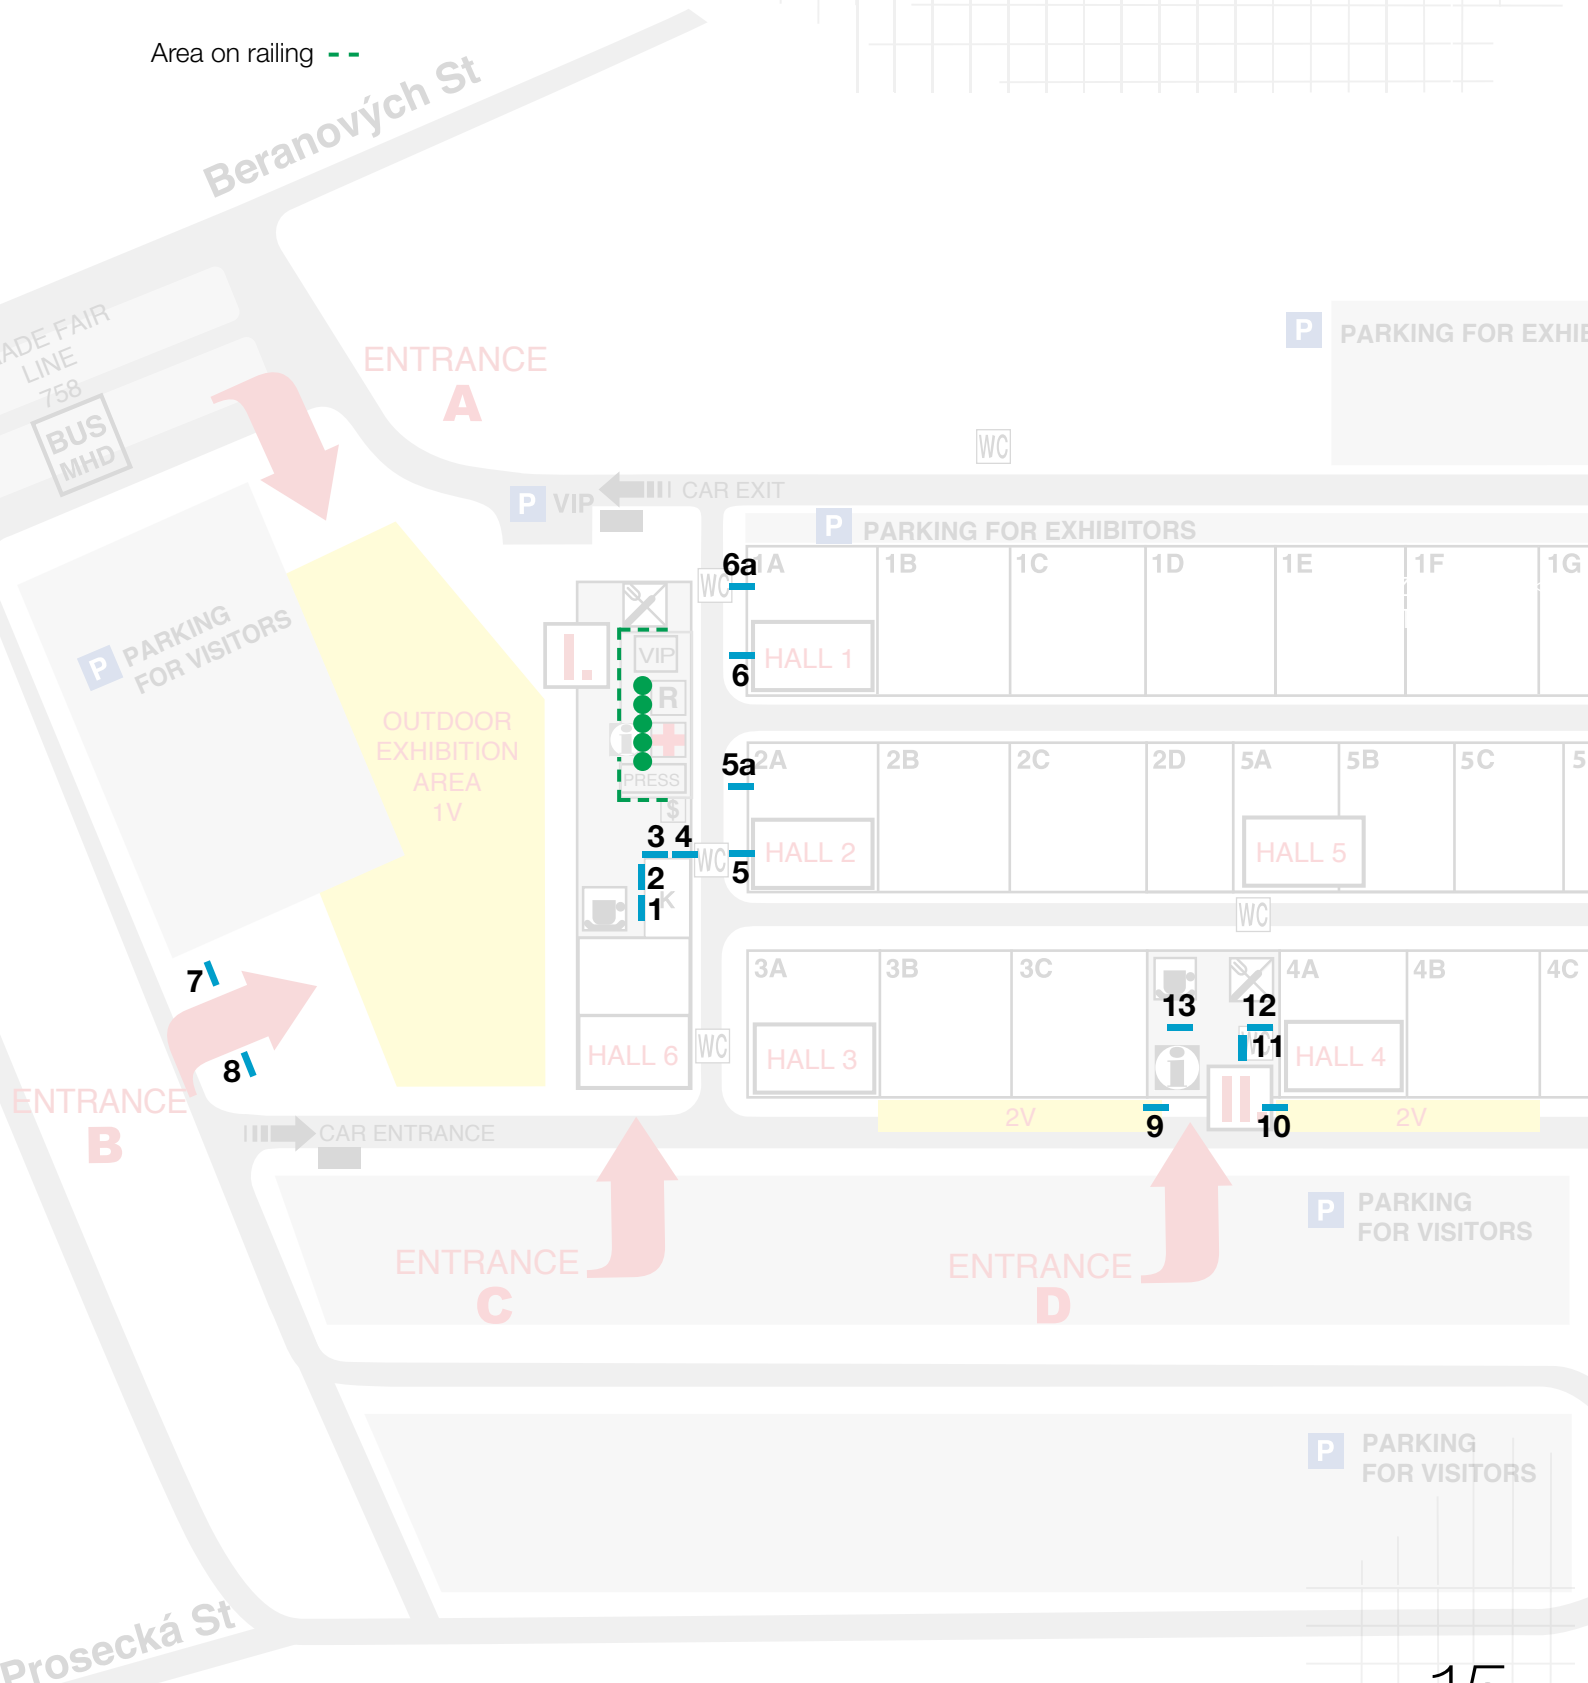 Area on railing
Beranových St
ADE FAIR
LINE
758
BUS
MHD
ENTRANCE
A
P
PARKING FOR EXHIB
WC
P VIP
CAR EXIT
P PARKING FOR EXHIBITORS
6a
1A
1B
1C
1D
1E
1F
1G
WC
P PARKING
FOR VISITORS
I.
VIP
R
i
PRESS
$
HALL 1
6
OUTDOOR
EXHIBITION
AREA
1V
5a
2A
2B
2C
2D
5A
5B
5C
5
3 4
WC
2
1
K
HALL 2
5
HALL 5
WC
3A
3B
3C
4A
4B
4C
7
8
13
12
11
WC
i
HALL 6
WC
HALL 3
HALL 4
II.
ENTRANCE
B
2V
9
10
2V
CAR ENTRANCE
P PARKING
FOR VISITORS
ENTRANCE
C
ENTRANCE
D
P PARKING
FOR VISITORS
Prosecká St
15